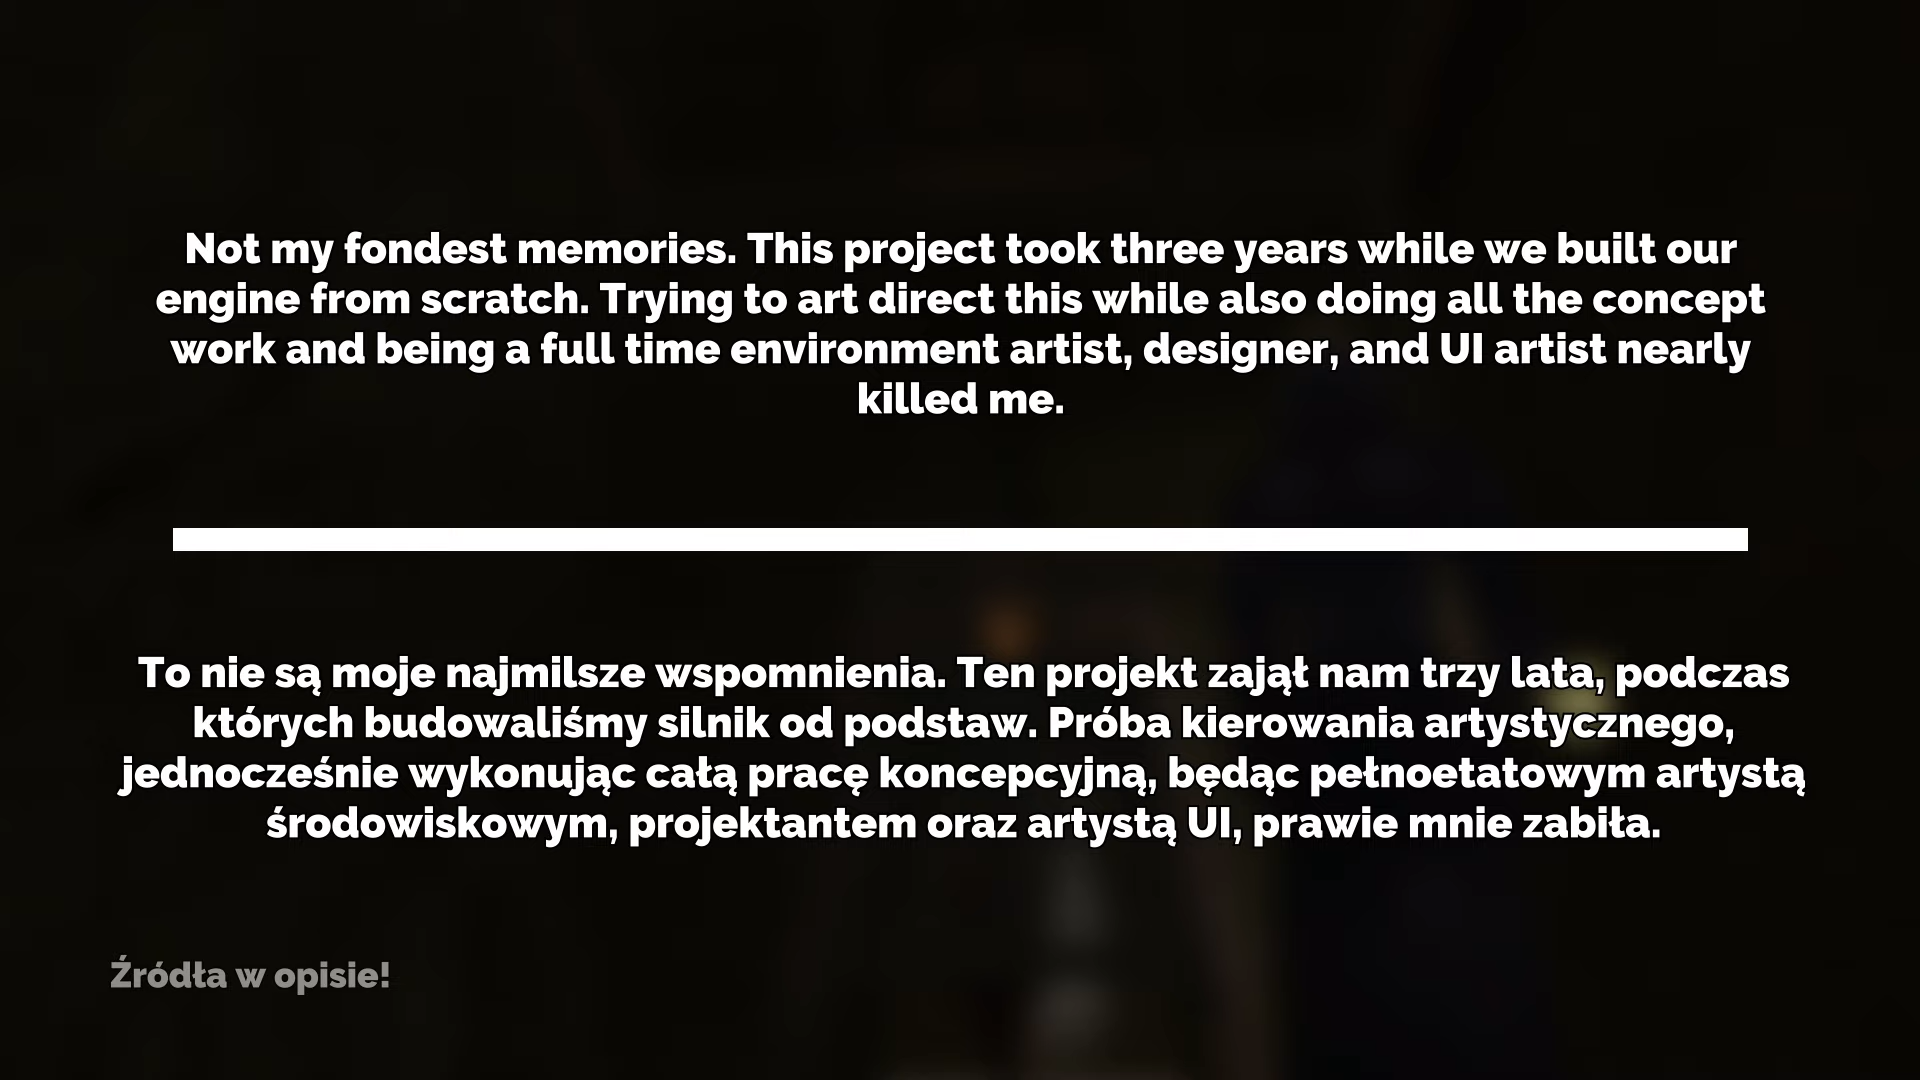 Not my fondest memories. This project took three years while we built our
engine from scratch. Trying to art direct this while also doing all the concept
work and being a full time environment artist, designer, and UI artist nearly
killed me.
To nie są moje najmilsze wspomnienia. Ten projekt zajął nam trzy lata, podczas
których budowaliśmy silnik od podstaw. Próba kierowania artystycznego,
jednocześnie wykonując całą pracę koncepcyjną, będąc pełnoetatowym artystą
środowiskowym, projektantem oraz artystą UI, prawie mnie zabiła.
Źródła w opisie!